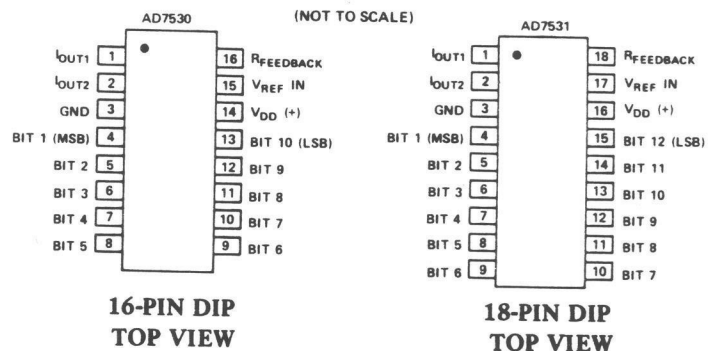 (NOT TO SCALE)
AD7530
IOUT1 1
IOUT2 2
GND 3
BIT 1 (MSB) 4
BIT 2 5
BIT 3 6
BIT 4 7
BIT 5 8
16 RFEEDBACK
15 VREF IN
14 VDD (+)
13 BIT 10 (LSB)
12 BIT 9
11 BIT 8
10 BIT 7
9 BIT 6
16-PIN DIP
TOP VIEW
AD7531
IOUT1 1
IOUT2 2
GND 3
BIT 1 (MSB) 4
BIT 2 5
BIT 3 6
BIT 4 7
BIT 5 8
BIT 6 9
18 RFEEDBACK
17 VREF IN
16 VDD (+)
15 BIT 12 (LSB)
14 BIT 11
13 BIT 10
12 BIT 9
11 BIT 8
10 BIT 7
18-PIN DIP
TOP VIEW